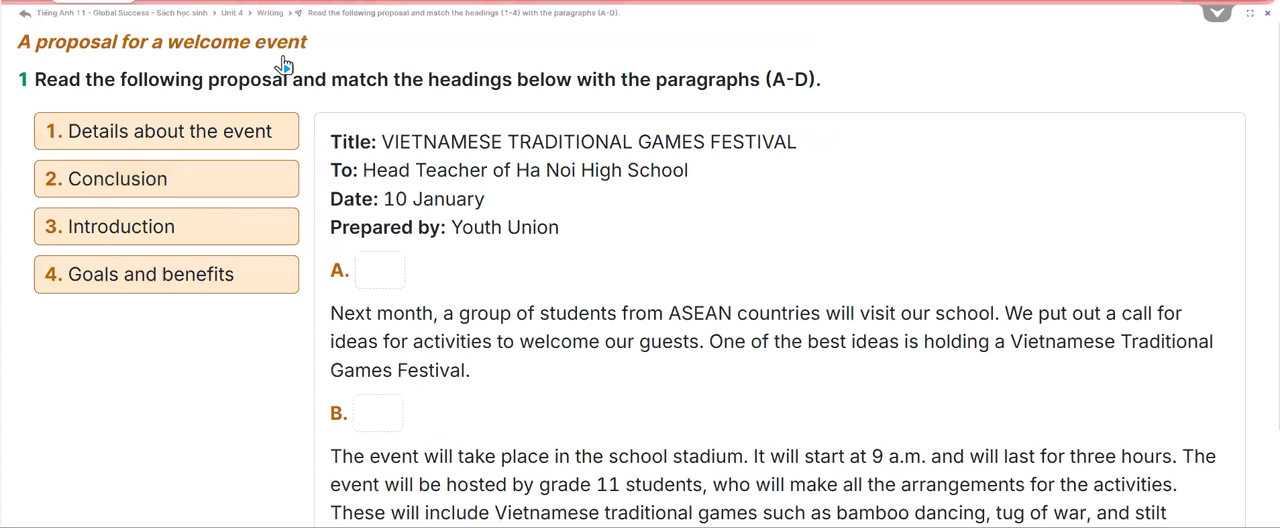 Tiếng Anh 11 - Global Success - Sách học sinh > Unit 4 > Writing > Read the following proposal and match the headings (1-4) with the paragraphs (A-D).
A proposal for a welcome event
1 Read the following proposal and match the headings below with the paragraphs (A-D).
1. Details about the event
2. Conclusion
3. Introduction
4. Goals and benefits
Title: VIETNAMESE TRADITIONAL GAMES FESTIVAL
To: Head Teacher of Ha Noi High School
Date: 10 January
Prepared by: Youth Union
A.
Next month, a group of students from ASEAN countries will visit our school. We put out a call for
ideas for activities to welcome our guests. One of the best ideas is holding a Vietnamese Traditional
Games Festival.
B.
The event will take place in the school stadium. It will start at 9 a.m. and will last for three hours. The
event will be hosted by grade 11 students, who will make all the arrangements for the activities.
These will include Vietnamese traditional games such as bamboo dancing, tug of war, and stilt